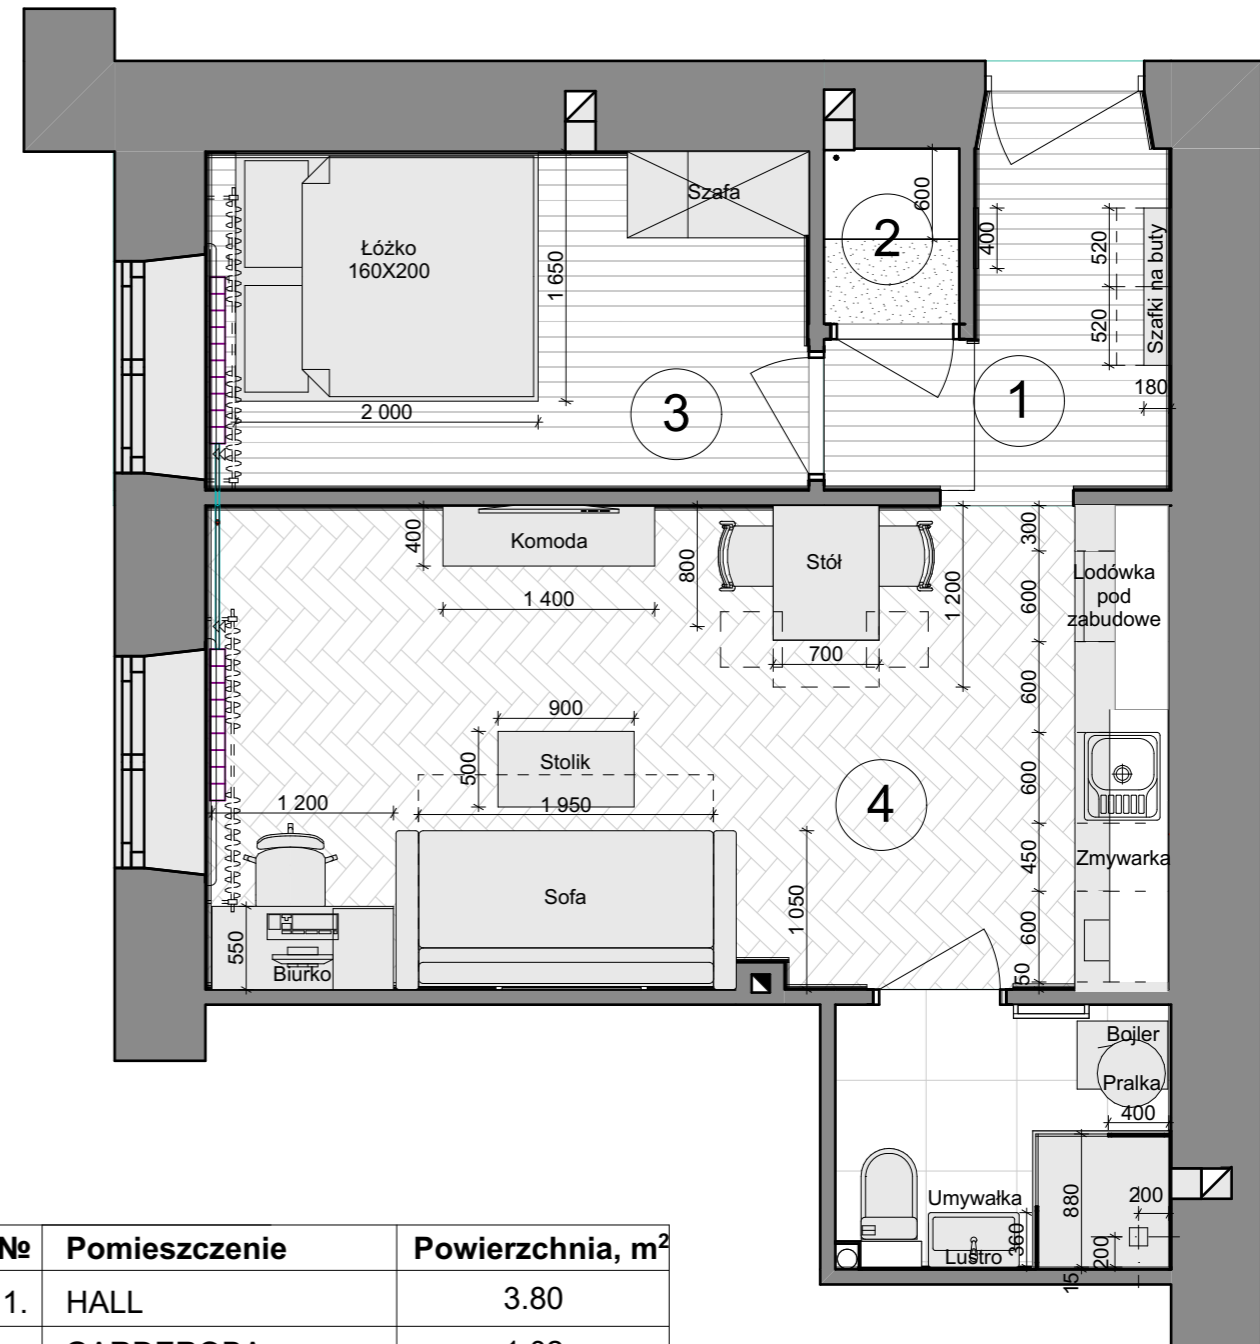 Szafa
Łóżko
160X200
1 650
2 000
3
2
600
400
520
520
Szafki na buty
180
1
400
Komoda
1 400
800
Stół
700
1 200
300
600
600
600
450
600
50
Lodówka
pod
zabudowe
900
500
Stolik
1 950
1 200
4
Zmywarka
Sofa
1 050
550
Biurko
Bojler
Pralka
400
880
200
200
15
Umywałka
360
Lustro
№ Pomieszczenie Powierzchnia, m²
1. HALL 3.80